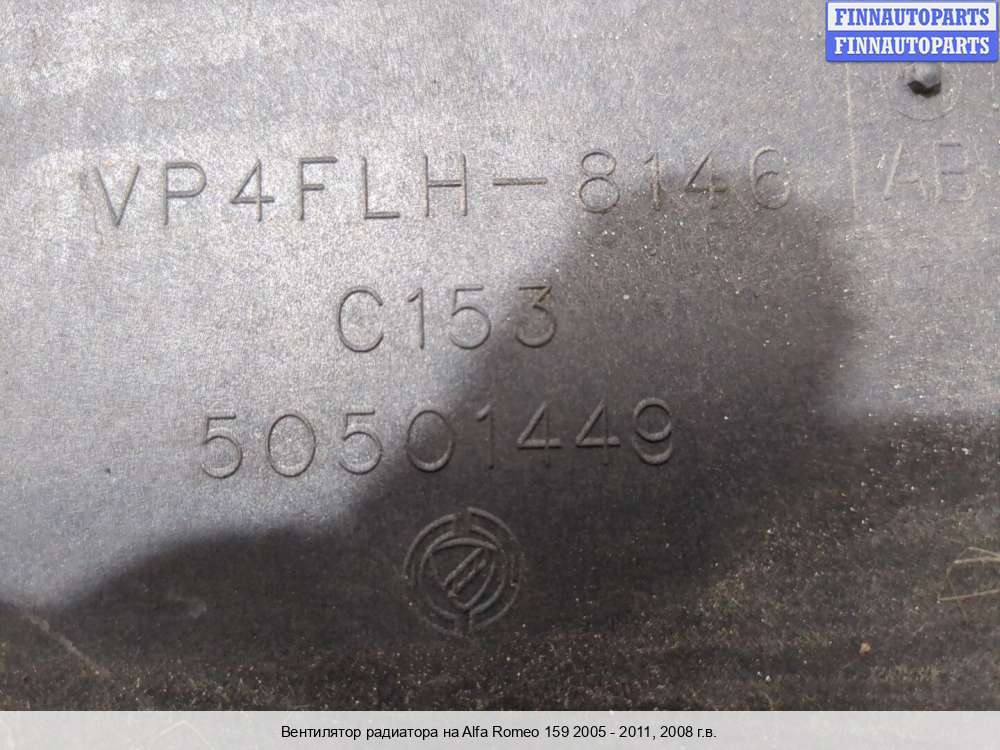 FINNAUTOPARTS
FINNAUTOPARTS
VP4FLH-8146 AB
C153
50501449
Вентилятор радиатора на Alfa Romeo 159 2005 - 2011, 2008 г.в.